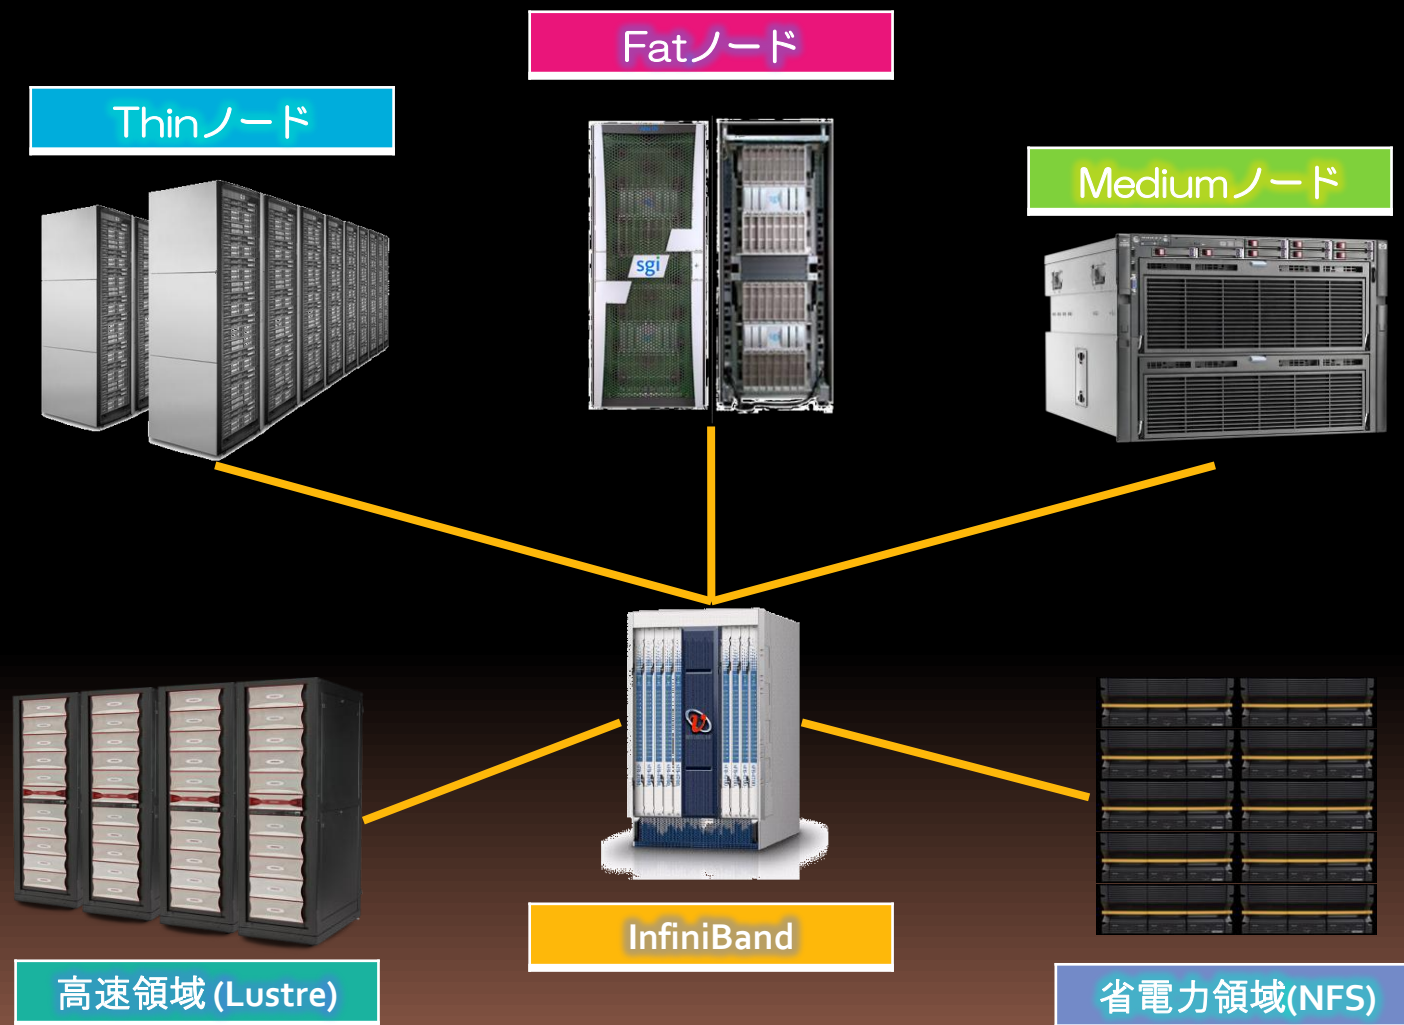 Fatノード
Thinノード
Mediumノード
sgi
InfiniBand
高速領域 (Lustre)
省電力領域(NFS)